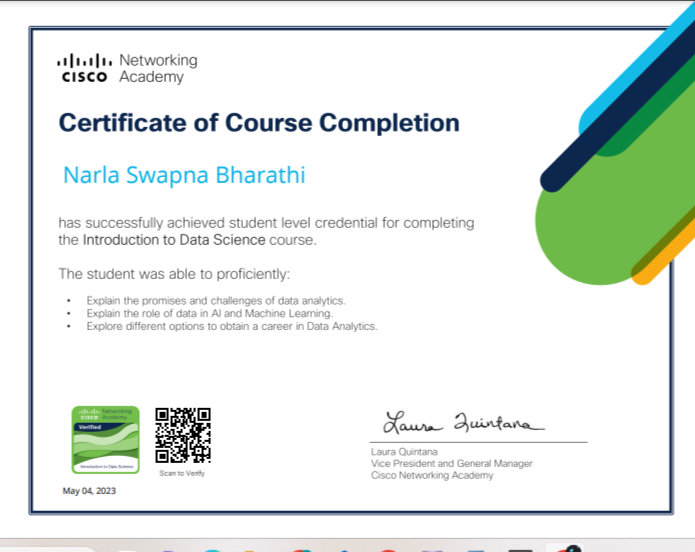 Networking
CISCO Academy
Certificate of Course Completion
Narla Swapna Bharathi
has successfully achieved student level credential for completing
the Introduction to Data Science course.
The student was able to proficiently:
• Explain the promises and challenges of data analytics.
• Explain the role of data in AI and Machine Learning.
• Explore different options to obtain a career in Data Analytics.
Networking
CISCO Academy
Verified
Introduction to Data Science
Scan to Verify
May 04, 2023
Laura Quintana
Laura Quintana
Vice President and General Manager
Cisco Networking Academy